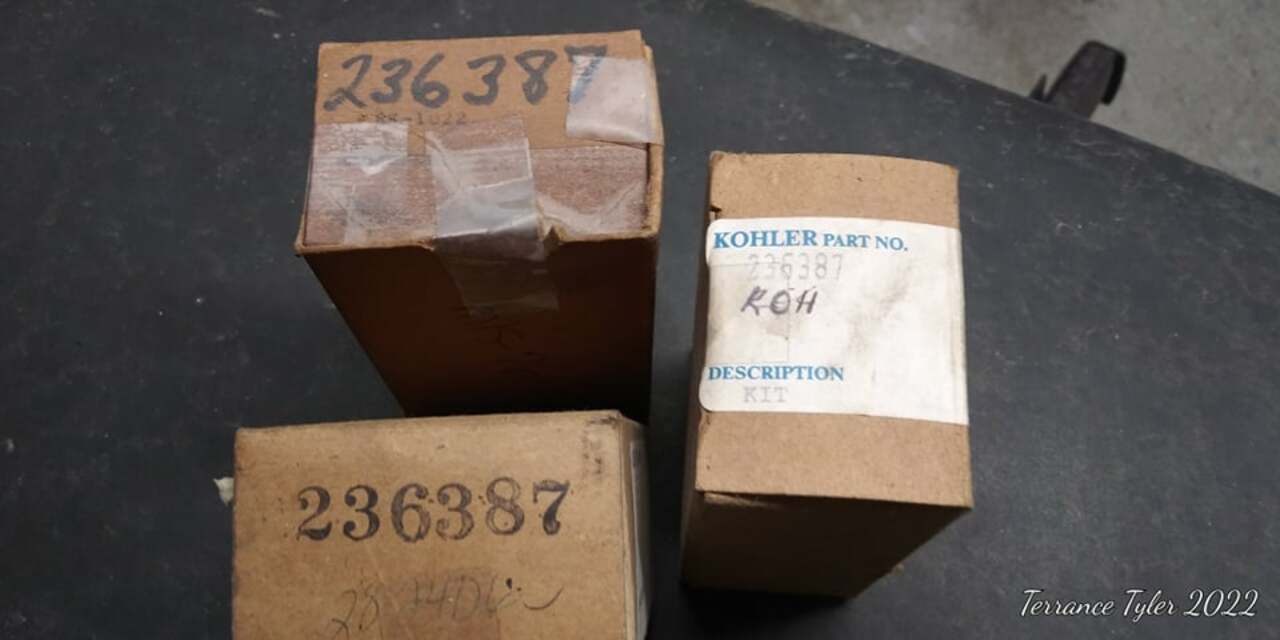 236387
KOHLER PART NO.
236387
KOH
DESCRIPTION
KIT
236387
Terrance Tyler 2022